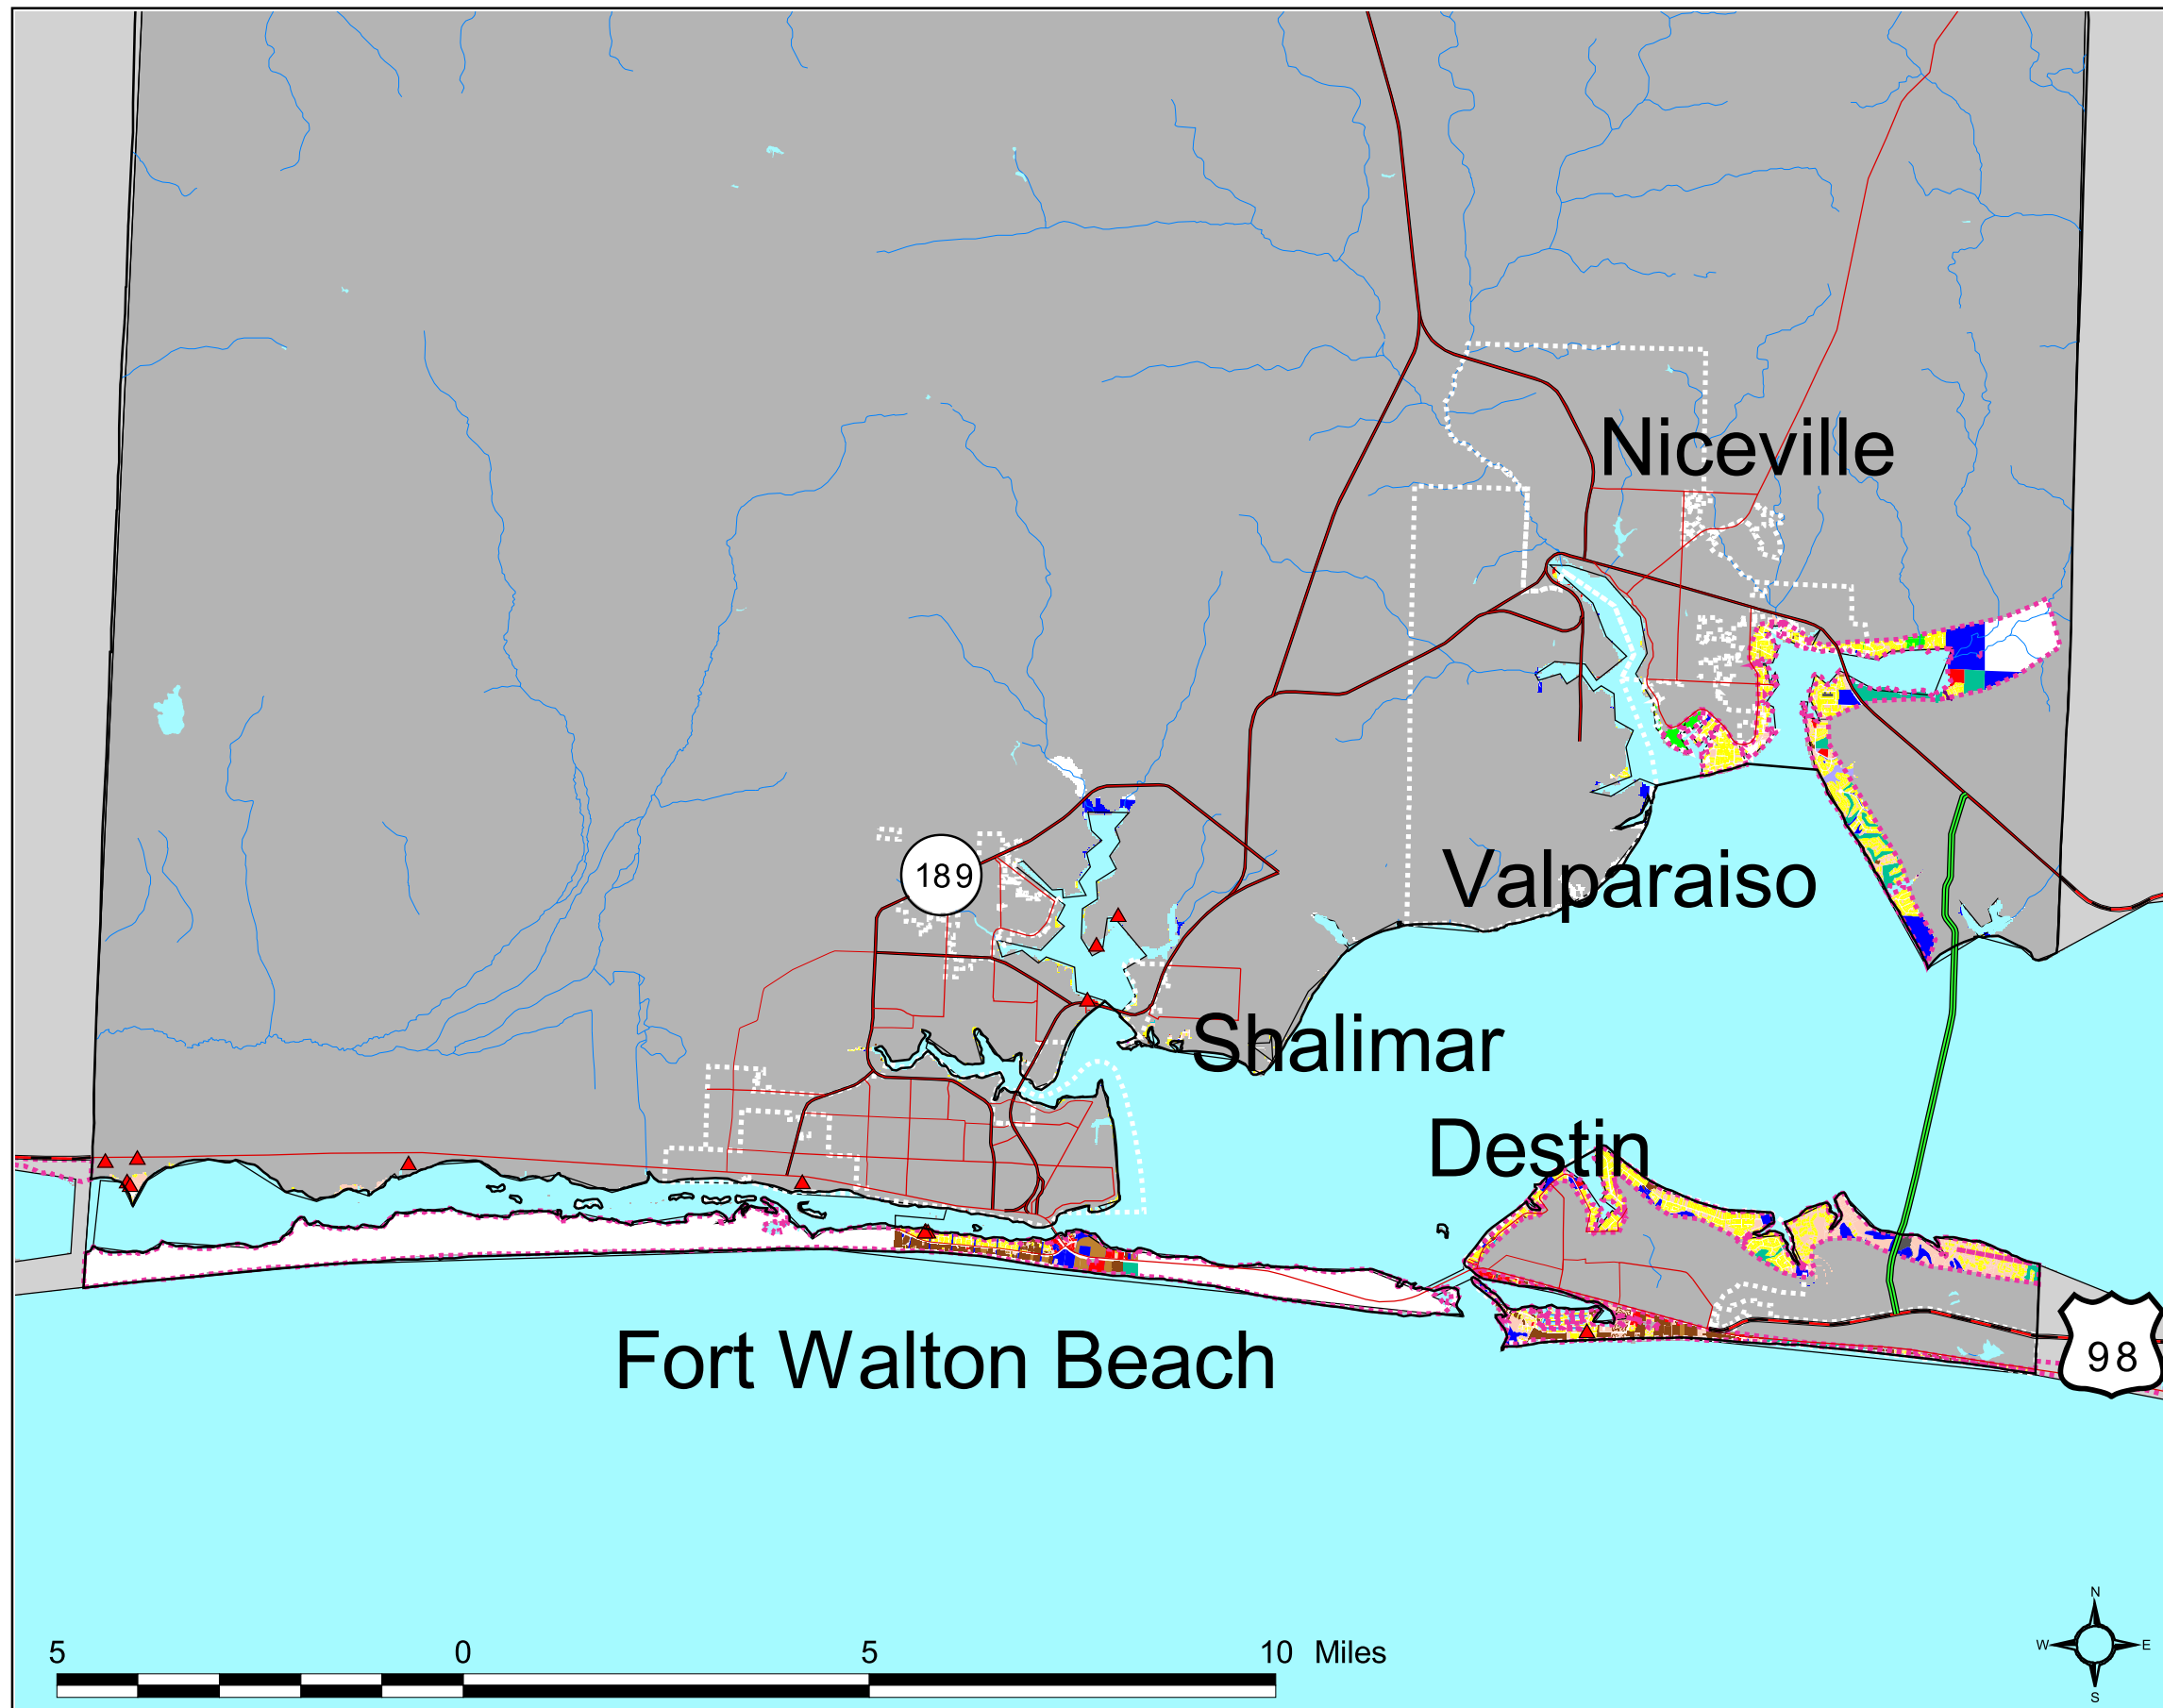 Niceville
189
Valparaiso
Shalimar
Destin
Fort Walton Beach
98
5 0 5 10 Miles
N
W E
S